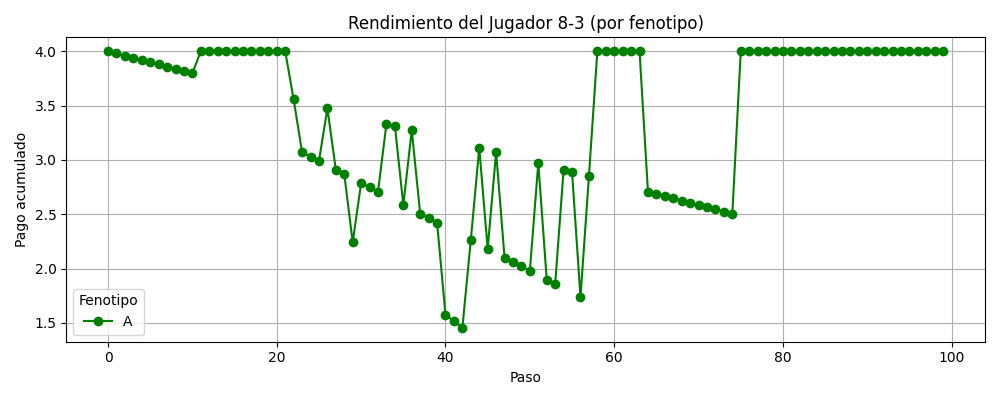 Rendimiento del Jugador 8-3 (por fenotipo)
4.0
3.5
3.0
2.5
2.0
1.5
Pago acumulado
Fenotipo
A
0 20 40 60 80 100
Paso